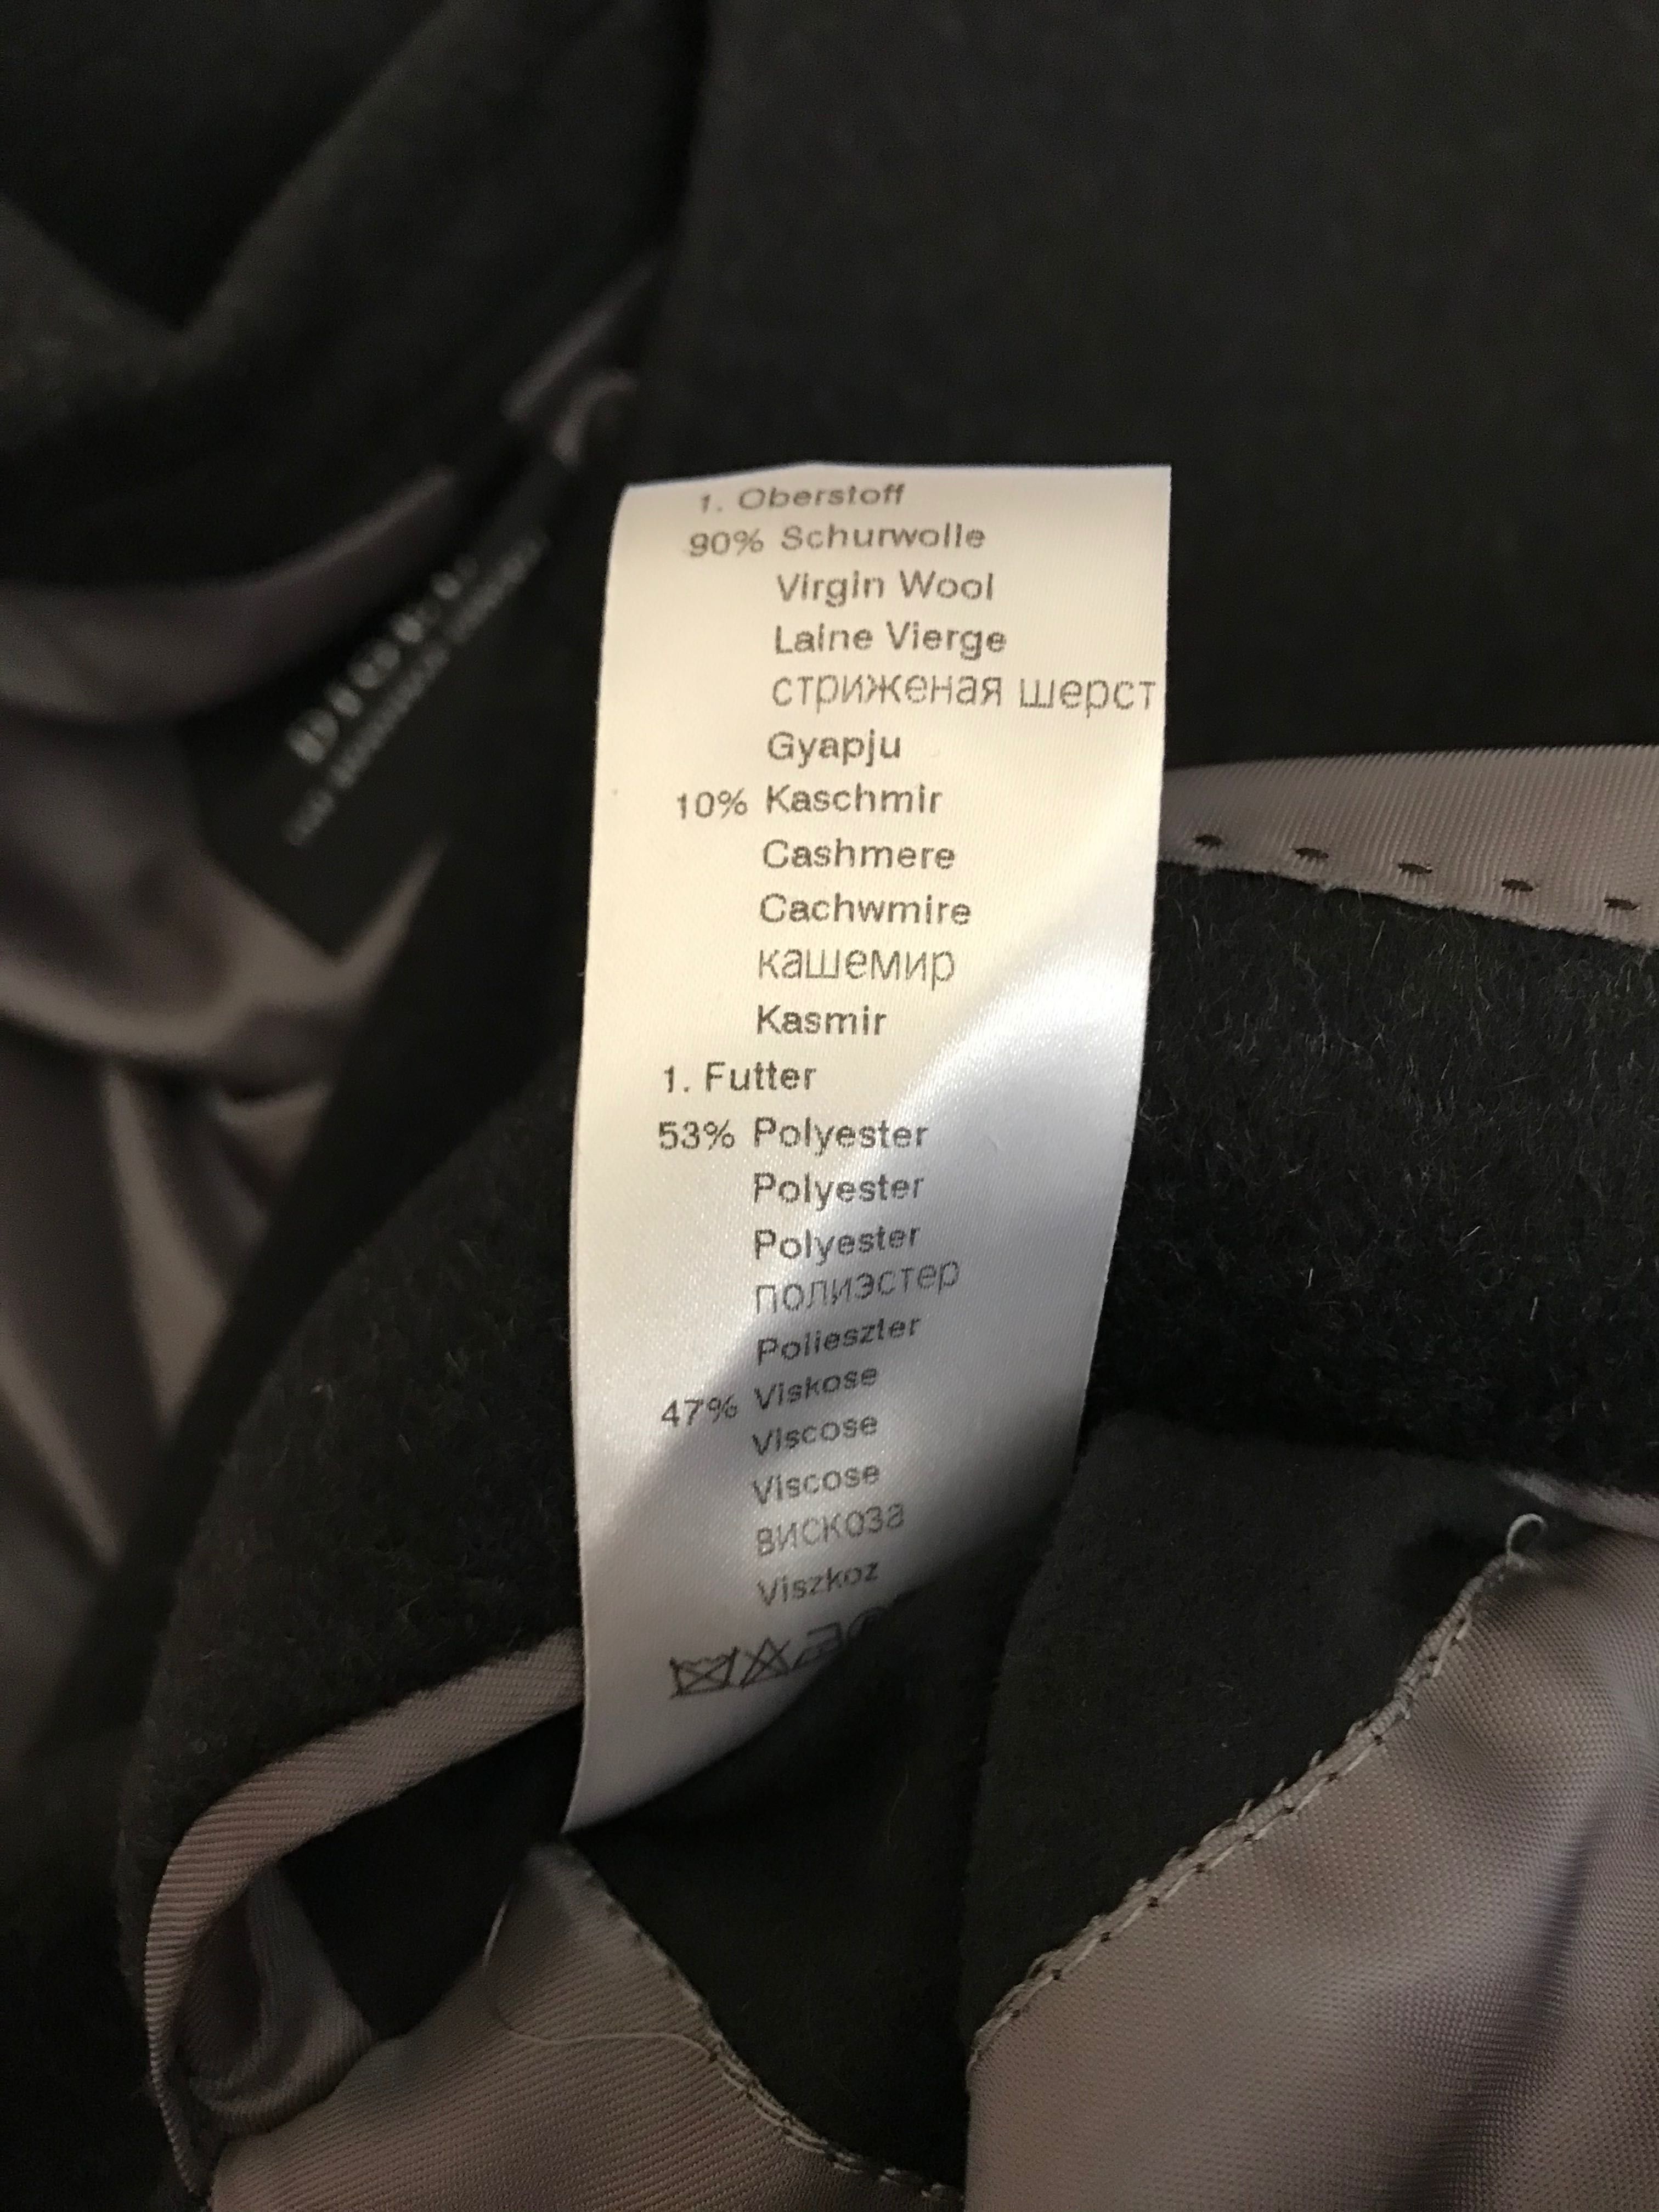 1. Oberstoff
90% Schurwolle
Virgin Wool
Laine Vierge
стриженая шерст
Gyapju
10% Kaschmir
Cashmere
Cachwmire
кашемир
Kasmir
1. Futter
53% Polyester
Polyester
Polyester
полиэстер
Polieszter
47% Viskose
Viscose
Viscose
вискоза
Viszkoz